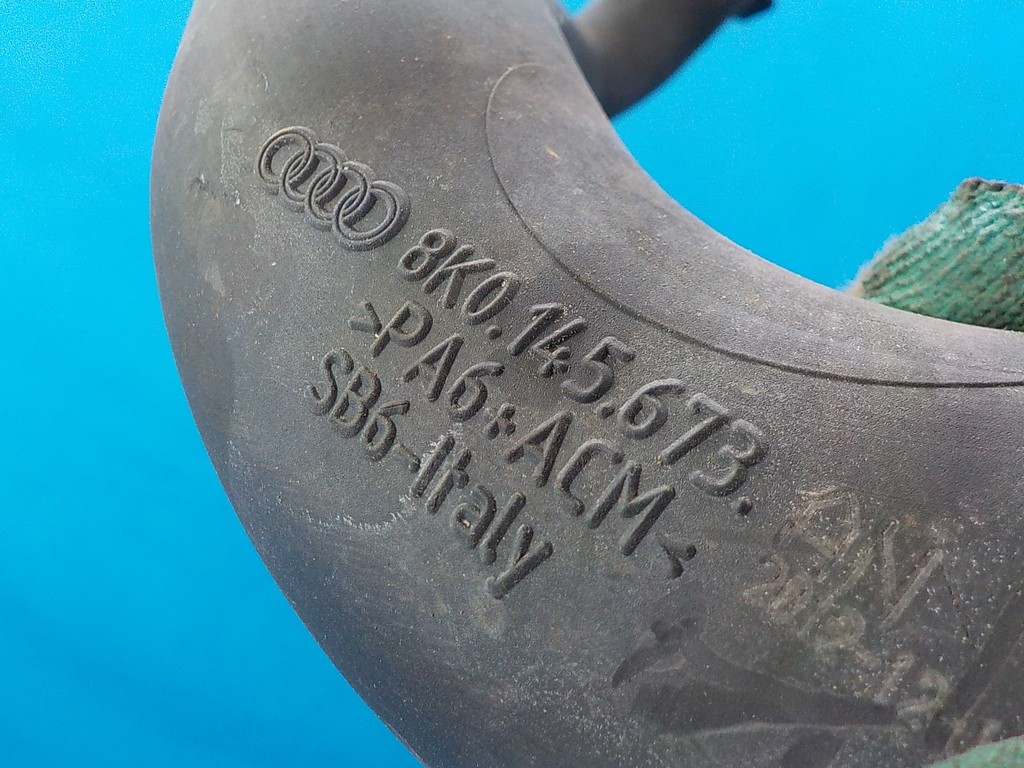 8K0.145.673.
>PA6+ACM<
SB6-Italy